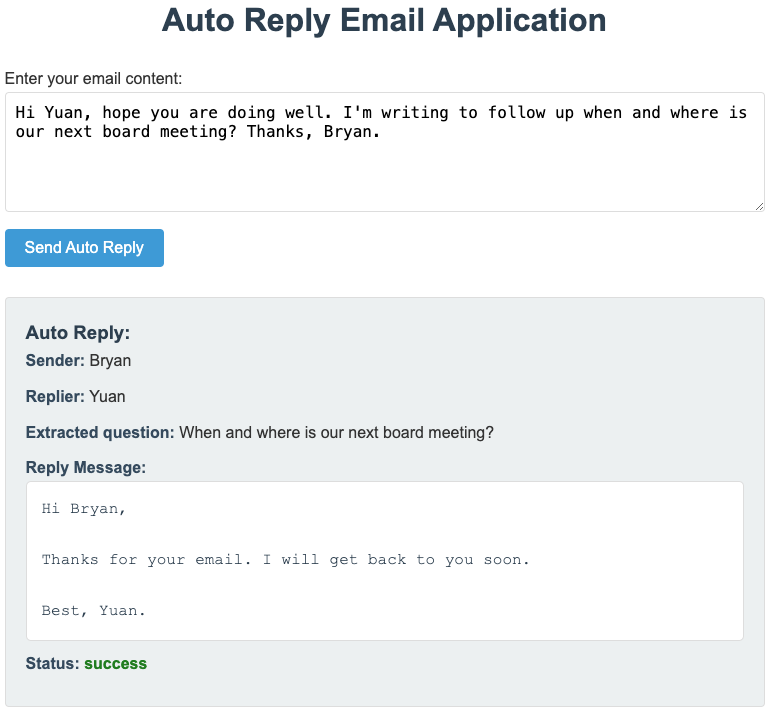 Auto Reply Email Application
Enter your email content:
Hi Yuan, hope you are doing well. I'm writing to follow up when and where is
our next board meeting? Thanks, Bryan.
Send Auto Reply
Auto Reply:
Sender: Bryan
Replier: Yuan
Extracted question: When and where is our next board meeting?
Reply Message:
Hi Bryan,
Thanks for your email. I will get back to you soon.
Best, Yuan.
Status: success